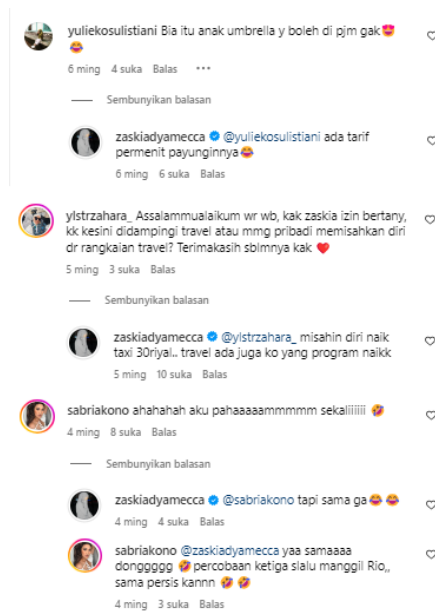 yuliekosulistiani Bia itu anak umbrella y boleh di pjm gak😍
😂
6 ming 4 suka Balas •••
Sembunyikan balasan
zaskiadyamecca @yuliekosulistiani ada tarif
permenit payunginnya😂
6 ming 6 suka Balas
ylstrzahara_ Assalammualaikum wr wb, kak zaskia izin bertany,
kk kesini didampingi travel atau mmg pribadi memisahkan diri
dr rangkaian travel? Terimakasih sblmnya kak ❤️
5 ming 3 suka Balas
Sembunyikan balasan
zaskiadyamecca @ylstrzahara_ misahin diri naik
taxi 30riyal.. travel ada juga ko yang program naikk
5 ming 10 suka Balas
sabriakono ahahahah aku pahaaaaammmmm sekaliiiiiii 🤣
4 ming 8 suka Balas
Sembunyikan balasan
zaskiadyamecca @sabriakono tapi sama ga😂😂
4 ming 4 suka Balas
sabriakono @zaskiadyamecca yaa samaaaa
donggggg 🤣percobaan ketiga slalu manggil Rio,,
sama persis kannn 🤣🤣
4 ming 3 suka Balas